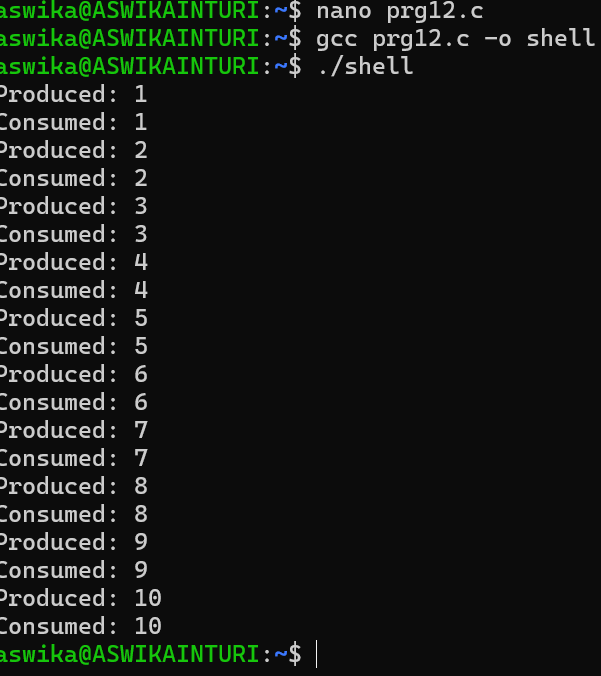 aswika@ASWIKAINTURI:~$ nano prg12.c
aswika@ASWIKAINTURI:~$ gcc prg12.c -o shell
aswika@ASWIKAINTURI:~$ ./shell
Produced: 1
Consumed: 1
Produced: 2
Consumed: 2
Produced: 3
Consumed: 3
Produced: 4
Consumed: 4
Produced: 5
Consumed: 5
Produced: 6
Consumed: 6
Produced: 7
Consumed: 7
Produced: 8
Consumed: 8
Produced: 9
Consumed: 9
Produced: 10
Consumed: 10
aswika@ASWIKAINTURI:~$